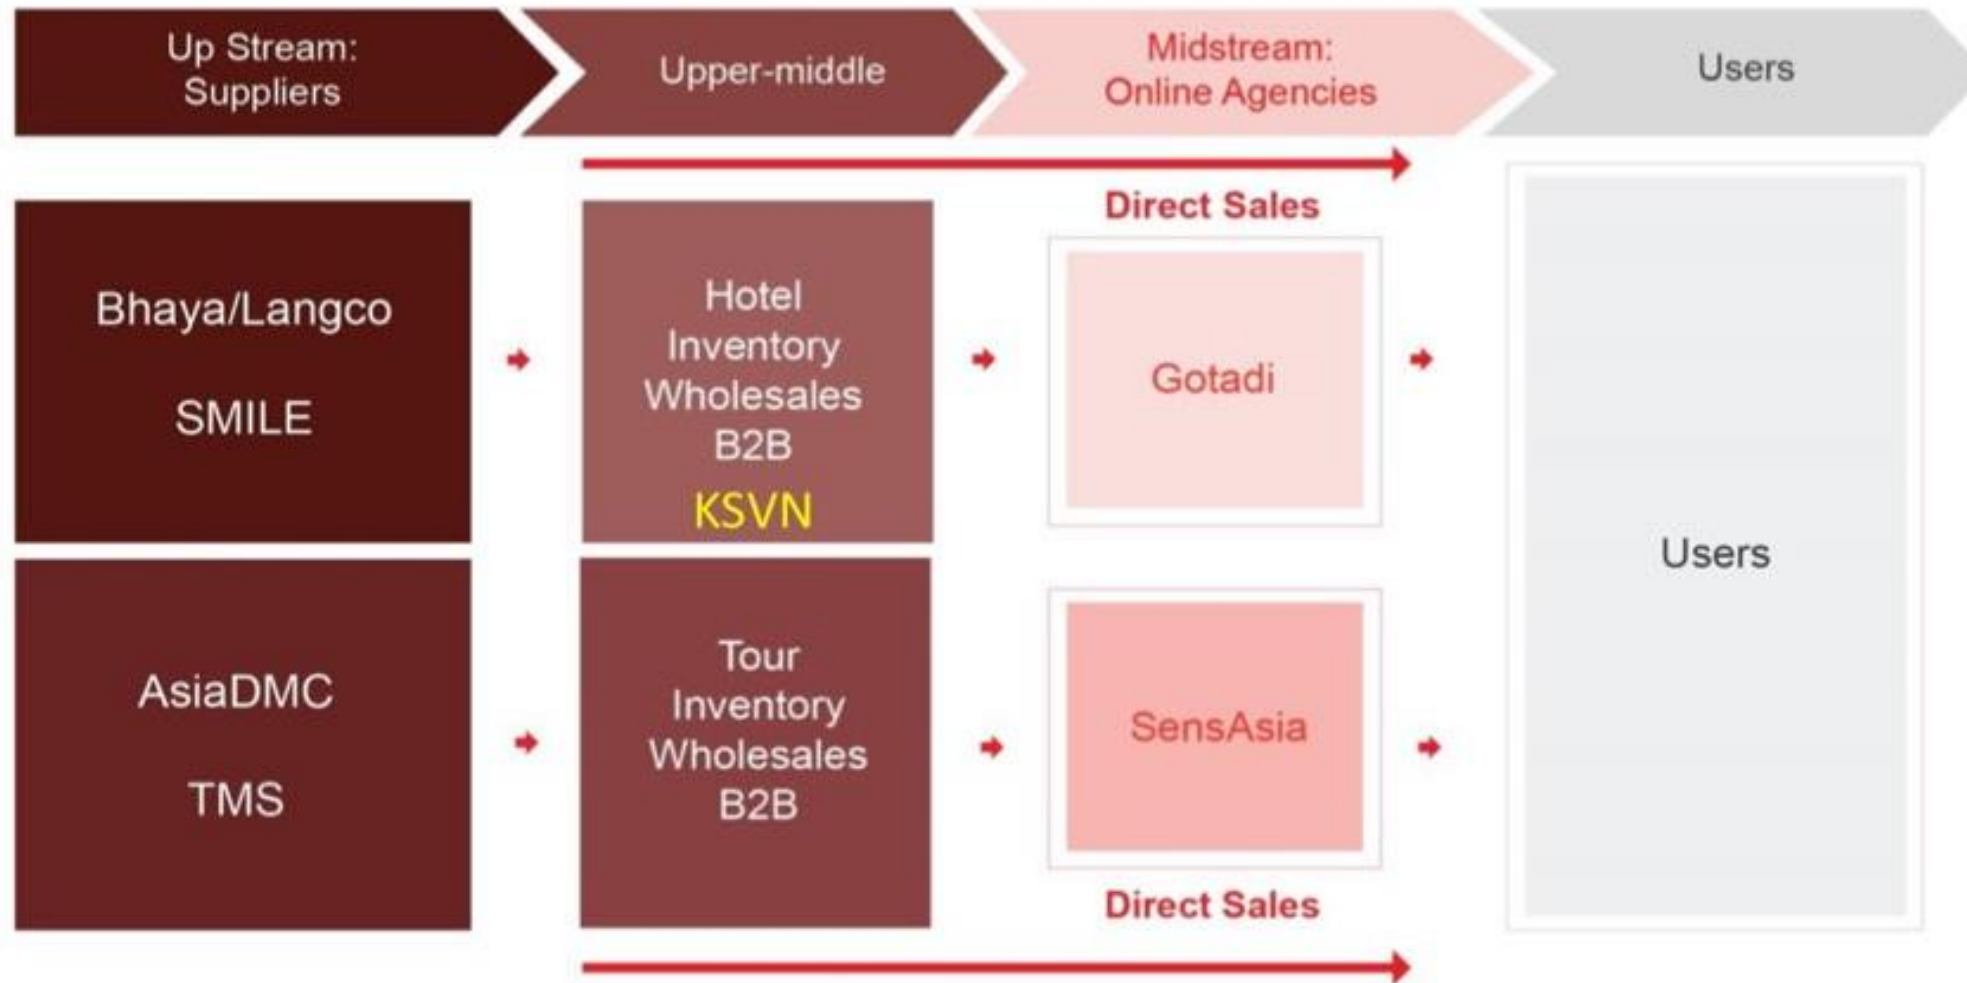 Up Stream:
Suppliers
Upper-middle
Midstream:
Online Agencies
Users
Direct Sales
Bhaya/Langco
SMILE
Hotel
Inventory
Wholesales
B2B
KSVN
Gotadi
Users
AsiaDMC
TMS
Tour
Inventory
Wholesales
B2B
SensAsia
Direct Sales